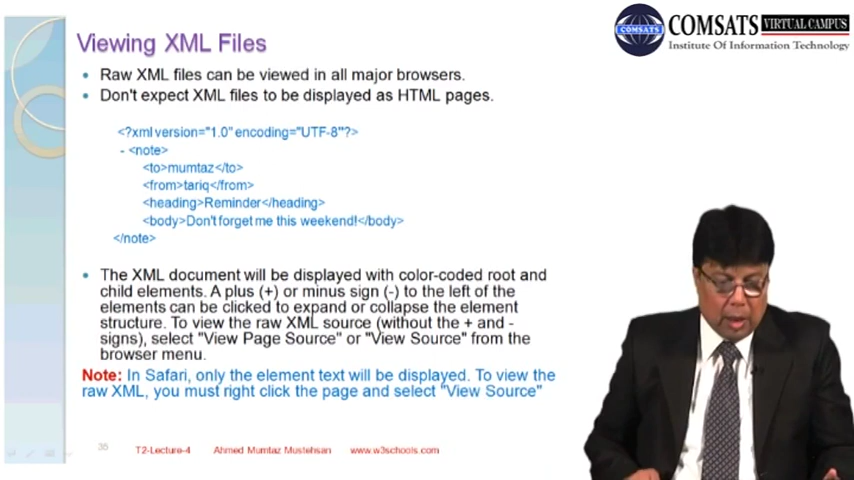 Viewing XML Files
COMSATS VIRTUAL CAMPUS
Institute Of Information Technology
COMSATS
• Raw XML files can be viewed in all major browsers.
• Don't expect XML files to be displayed as HTML pages.
<?xml version="1.0" encoding="UTF-8"?>
- <note>
<to>mumtaz</to>
<from>tariq</from>
<heading>Reminder</heading>
<body>Don't forget me this weekend!</body>
</note>
• The XML document will be displayed with color-coded root and
child elements. A plus (+) or minus sign (-) to the left of the
elements can be clicked to expand or collapse the element
structure. To view the raw XML source (without the + and -
signs), select "View Page Source" or "View Source" from the
browser menu.
Note: In Safari, only the element text will be displayed. To view the
raw XML, you must right click the page and select "View Source"
35 T2-Lecture-4 Ahmed Mumtaz Mustehsan www.w3schools.com